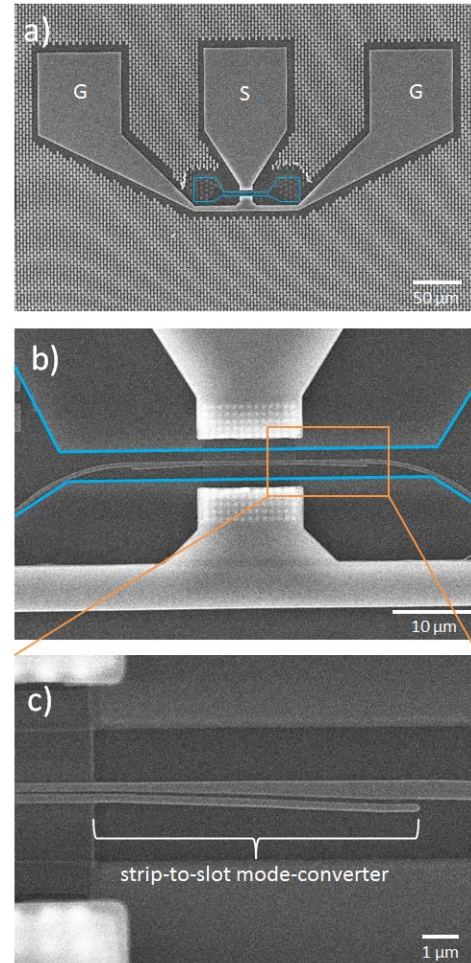 a)
G
S
G
50 µm
b)
10 µm
c)
strip-to-slot mode-converter
1 µm